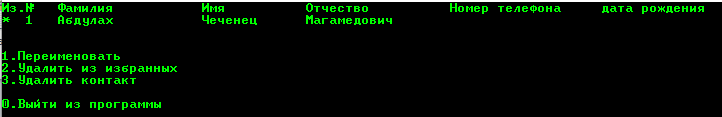 Из.№ Фамилия Имя Отчество Номер телефона дата рождения
* 1 Абдулах Чеченец Магамедович
1.Переименовать
2.Удалить из избранных
3.Удалить контакт
0.Выйти из программы